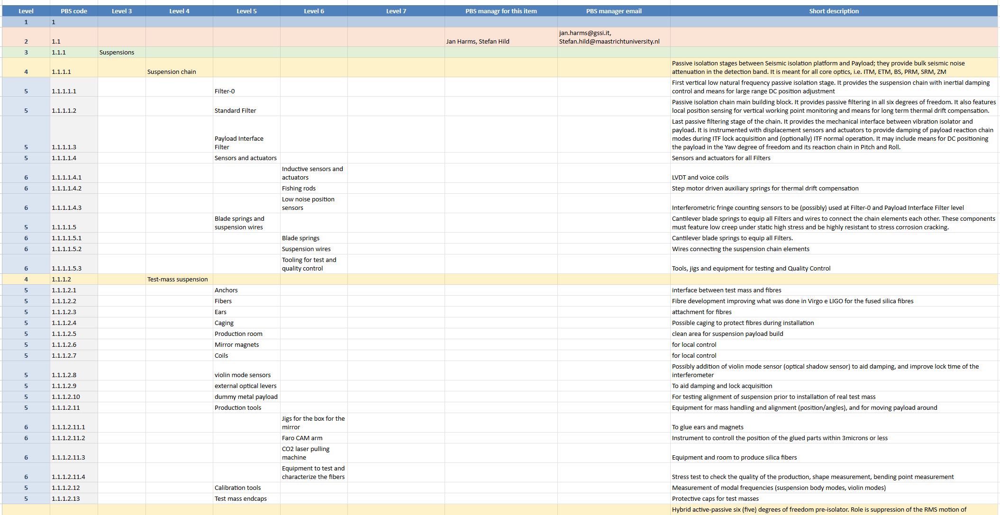 Level PBS code Level 3 Level 4 Level 5 Level 6 Level 7 PBS managr for this item PBS manager email Short description
1 1
jan.harms@gssi.it,
2 1.1 Jan Harms, Stefan Hild Stefan.hild@maastrichtuniversity.nl
3 1.1.1 Suspensions
Passive isolation stages between Seismic isolation platform and Payload; they provide bulk seismic noise
4 1.1.1.1 Suspension chain attenuation in the detection band. It is meant for all core optics, i.e. ITM, ETM, BS, PRM, SRM, ZM
First vertical low natural frequency passive isolation stage. It provides the suspension chain with inertial damping
5 1.1.1.1.1 Filter-0 control and means for large range DC position adjustment
Passive isolation chain main building block. It provides passive filtering in all six degrees of freedom. It also features
5 1.1.1.1.2 Standard Filter local position sensing for vertical working point monitoring and means for long term thermal drift compensation.
Last passive filtering stage of the chain. It provides the mechanical interface between vibration isolator and
payload. It is instrumented with displacement sensors and actuators to provide damping of payload reaction chain
Payload Interface modes during ITF lock acquisition and (optionally) ITF normal operation. It may include means for DC positioning
5 1.1.1.1.3 Filter the payload in the Yaw degree of freedom and its reaction chain in Pitch and Roll.
5 1.1.1.1.4 Sensors and actuators Sensors and actuators for all Filters
Inductive sensors and
6 1.1.1.1.4.1 actuators LVDT and voice coils
6 1.1.1.1.4.2 Fishing rods Step motor driven auxiliary springs for thermal drift compensation
Low noise position
6 1.1.1.1.4.3 sensors Interferometric fringe counting sensors to be (possibly) used at Filter-0 and Payload Interface Filter level
Blade springs and Cantilever blade springs to equip all Filters and wires to connect the chain elements each other. These components
5 1.1.1.1.5 suspension wires must feature low creep under static high stress and be highly resistant to stress corrosion cracking.
6 1.1.1.1.5.1 Blade springs Cantilever blade springs to equip all Filters.
6 1.1.1.1.5.2 Suspension wires Wires connecting the suspension chain elements
Tooling for test and
6 1.1.1.1.5.3 quality control Tools, jigs and equipment for testing and Quality Control
4 1.1.1.2 Test-mass suspension
5 1.1.1.2.1 Anchors interface between test mass and fibres
5 1.1.1.2.2 Fibers Fibre development improving what was done in Virgo e LIGO for the fused silica fibres
5 1.1.1.2.3 Ears attachment for fibres
5 1.1.1.2.4 Caging Possible caging to protect fibres during installation
5 1.1.1.2.5 Production room clean area for suspension payload build
5 1.1.1.2.6 Mirror magnets for local control
5 1.1.1.2.7 Coils for local control
Possibly addition of violin mode sensor (optical shadow sensor) to aid damping, and improve lock time of the
5 1.1.1.2.8 violin mode sensors interferometer
5 1.1.1.2.9 external optical levers To aid damping and lock acquisition
5 1.1.1.2.10 dummy metal payload For testing alignment of suspension prior to installation of real test mass
5 1.1.1.2.11 Production tools Equipment for mass handling and alignment (position/angles), and for moving payload around
Jigs for the box for the
6 1.1.1.2.11.1 mirror To glue ears and magnets
6 1.1.1.2.11.2 Faro CAM arm Instrument to controll the position of the glued parts within 3microns or less
CO2 laser pulling
6 1.1.1.2.11.3 machine Equipment and room to produce silica fibers
Equipment to test and
6 1.1.1.2.11.4 characterize the fibers Stress test to check the quality of the production, shape measurement, bending point measurement
5 1.1.1.2.12 Calibration tools Measurement of modal frequencies (suspension body modes, violin modes)
5 1.1.1.2.13 Test mass endcaps Protective caps for test masses
Hybrid active-passive six (five) degrees of freedom pre-isolator. Role is suppression of the RMS motion of